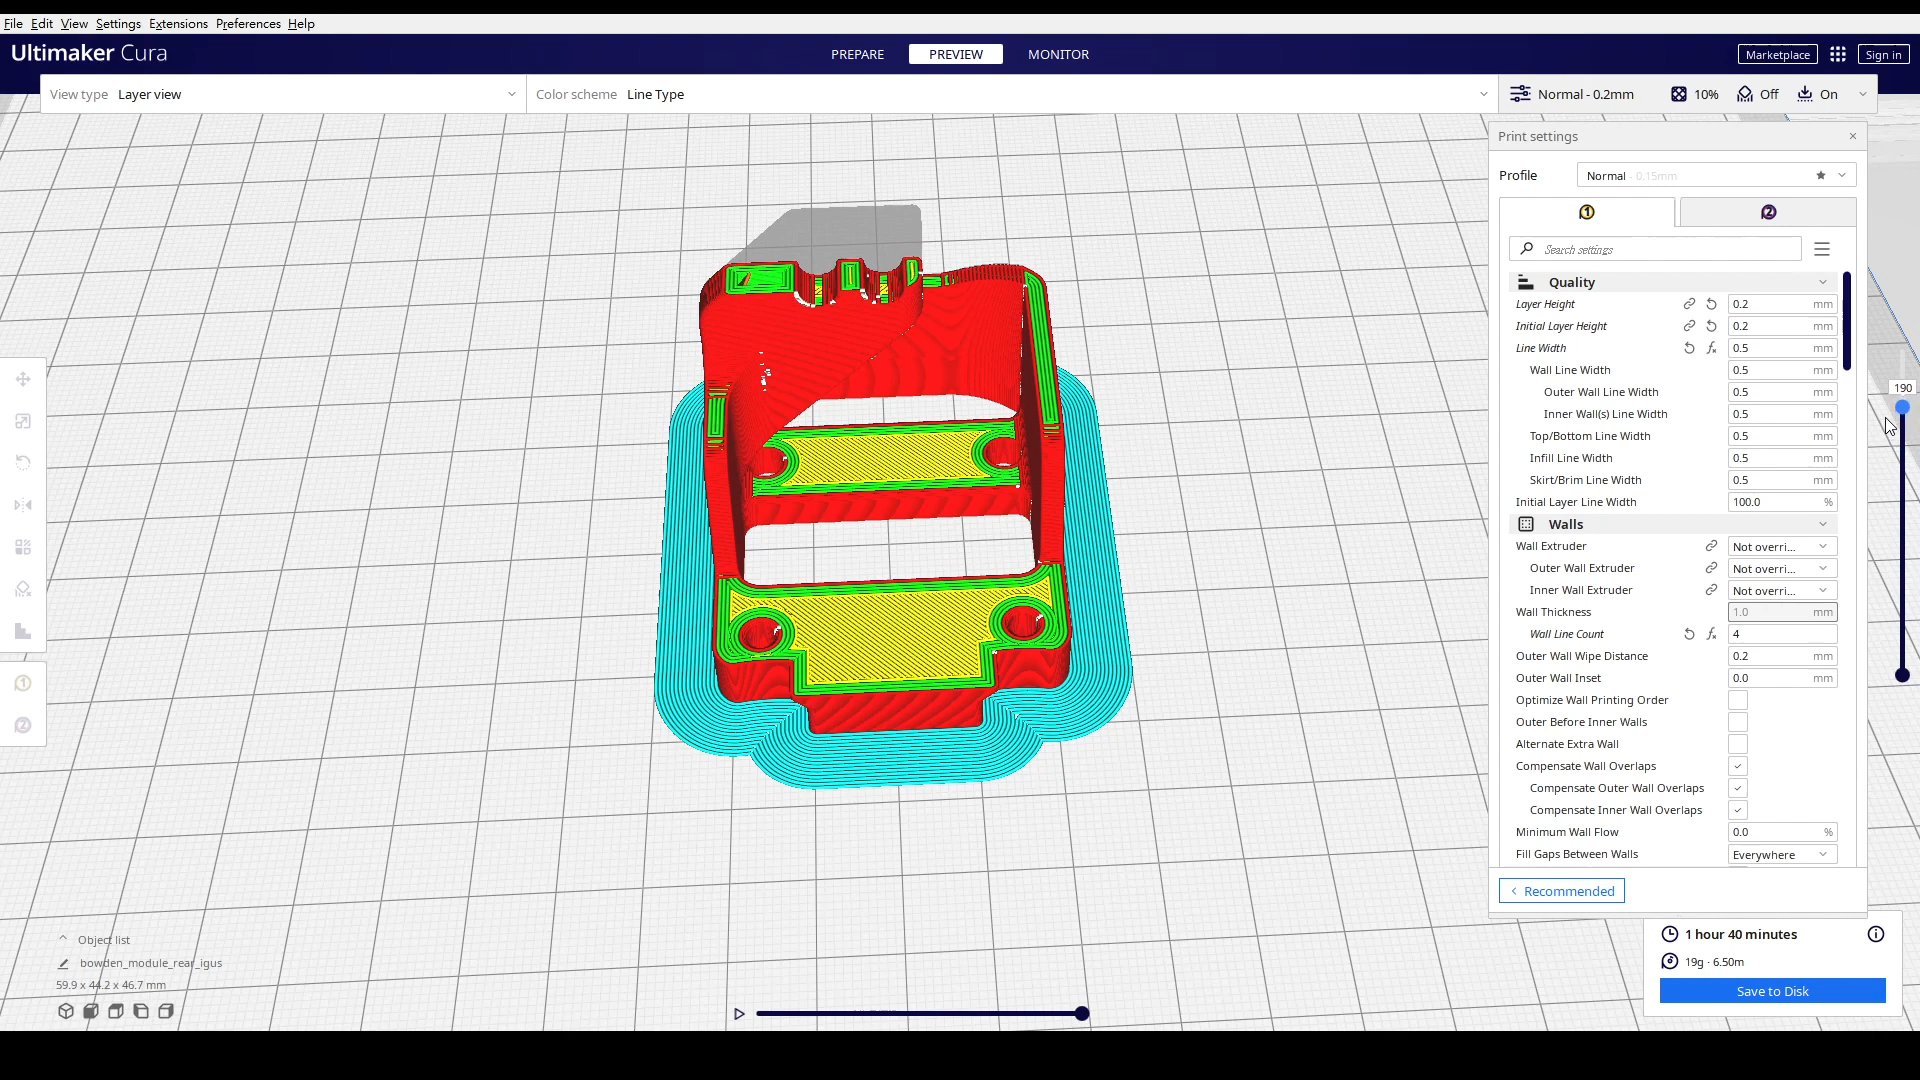 File Edit View Settings Extensions Preferences Help
Ultimaker Cura
PREPARE PREVIEW MONITOR
Marketplace Sign in
View type Layer view
Color scheme Line Type
Normal - 0.2mm 10% Off On
Print settings
Profile Normal - 0.15mm
1 2
Search settings
Quality
Layer Height 0.2 mm
Initial Layer Height 0.2 mm
Line Width 0.5 mm
Wall Line Width 0.5 mm
Outer Wall Line Width 0.5 mm
Inner Wall(s) Line Width 0.5 mm
Top/Bottom Line Width 0.5 mm
Infill Line Width 0.5 mm
Skirt/Brim Line Width 0.5 mm
Initial Layer Line Width 100.0 %
Walls
Wall Extruder Not overri...
Outer Wall Extruder Not overri...
Inner Wall Extruder Not overri...
Wall Thickness 1.0 mm
Wall Line Count 4
Outer Wall Wipe Distance 0.2 mm
Outer Wall Inset 0.0 mm
Optimize Wall Printing Order
Outer Before Inner Walls
Alternate Extra Wall
Compensate Wall Overlaps
Compensate Outer Wall Overlaps
Compensate Inner Wall Overlaps
Minimum Wall Flow 0.0 %
Fill Gaps Between Walls Everywhere
Recommended
190
1
2
Object list
bowden_module_rear_igus
59.9 x 44.2 x 46.7 mm
1 hour 40 minutes
19g · 6.50m
Save to Disk